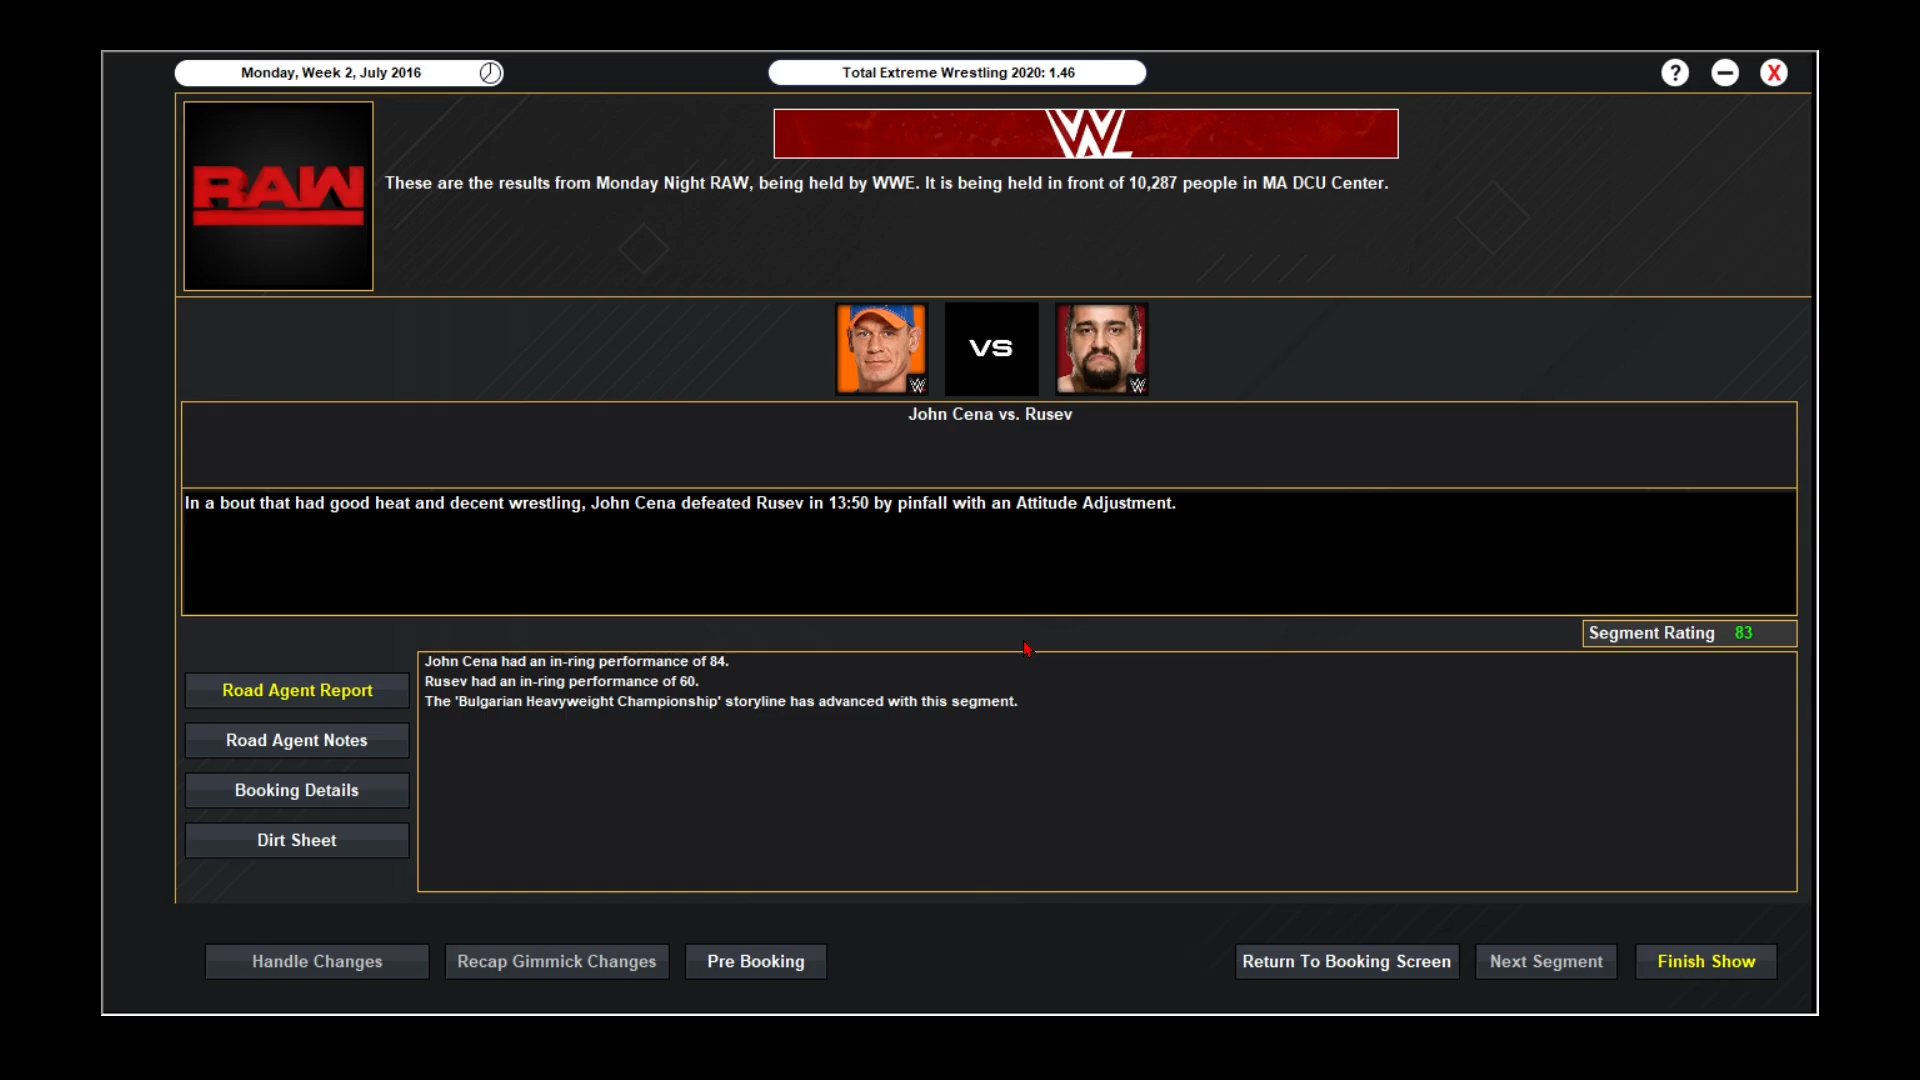 Monday, Week 2, July 2016
Total Extreme Wrestling 2020: 1.46
?
X
RAW
These are the results from Monday Night RAW, being held by WWE. It is being held in front of 10,287 people in MA DCU Center.
VS
John Cena vs. Rusev
In a bout that had good heat and decent wrestling, John Cena defeated Rusev in 13:50 by pinfall with an Attitude Adjustment.
Segment Rating 83
John Cena had an in-ring performance of 84.
Rusev had an in-ring performance of 60.
The 'Bulgarian Heavyweight Championship' storyline has advanced with this segment.
Road Agent Report
Road Agent Notes
Booking Details
Dirt Sheet
Handle Changes
Recap Gimmick Changes
Pre Booking
Return To Booking Screen
Next Segment
Finish Show